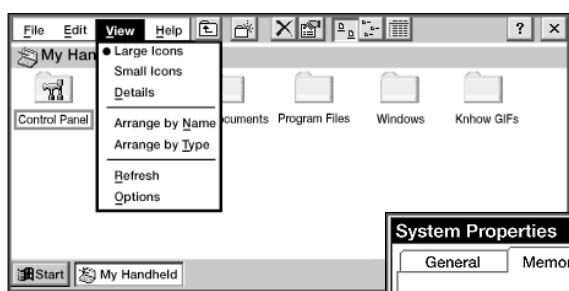 File Edit View Help ? ×
My Han
Large Icons
Small Icons
Details
Arrange by Name
Arrange by Type
Refresh
Options
Control Panel cuments Program Files Windows Knhow GIFs
System Properties
General Memor
Start My Handheld